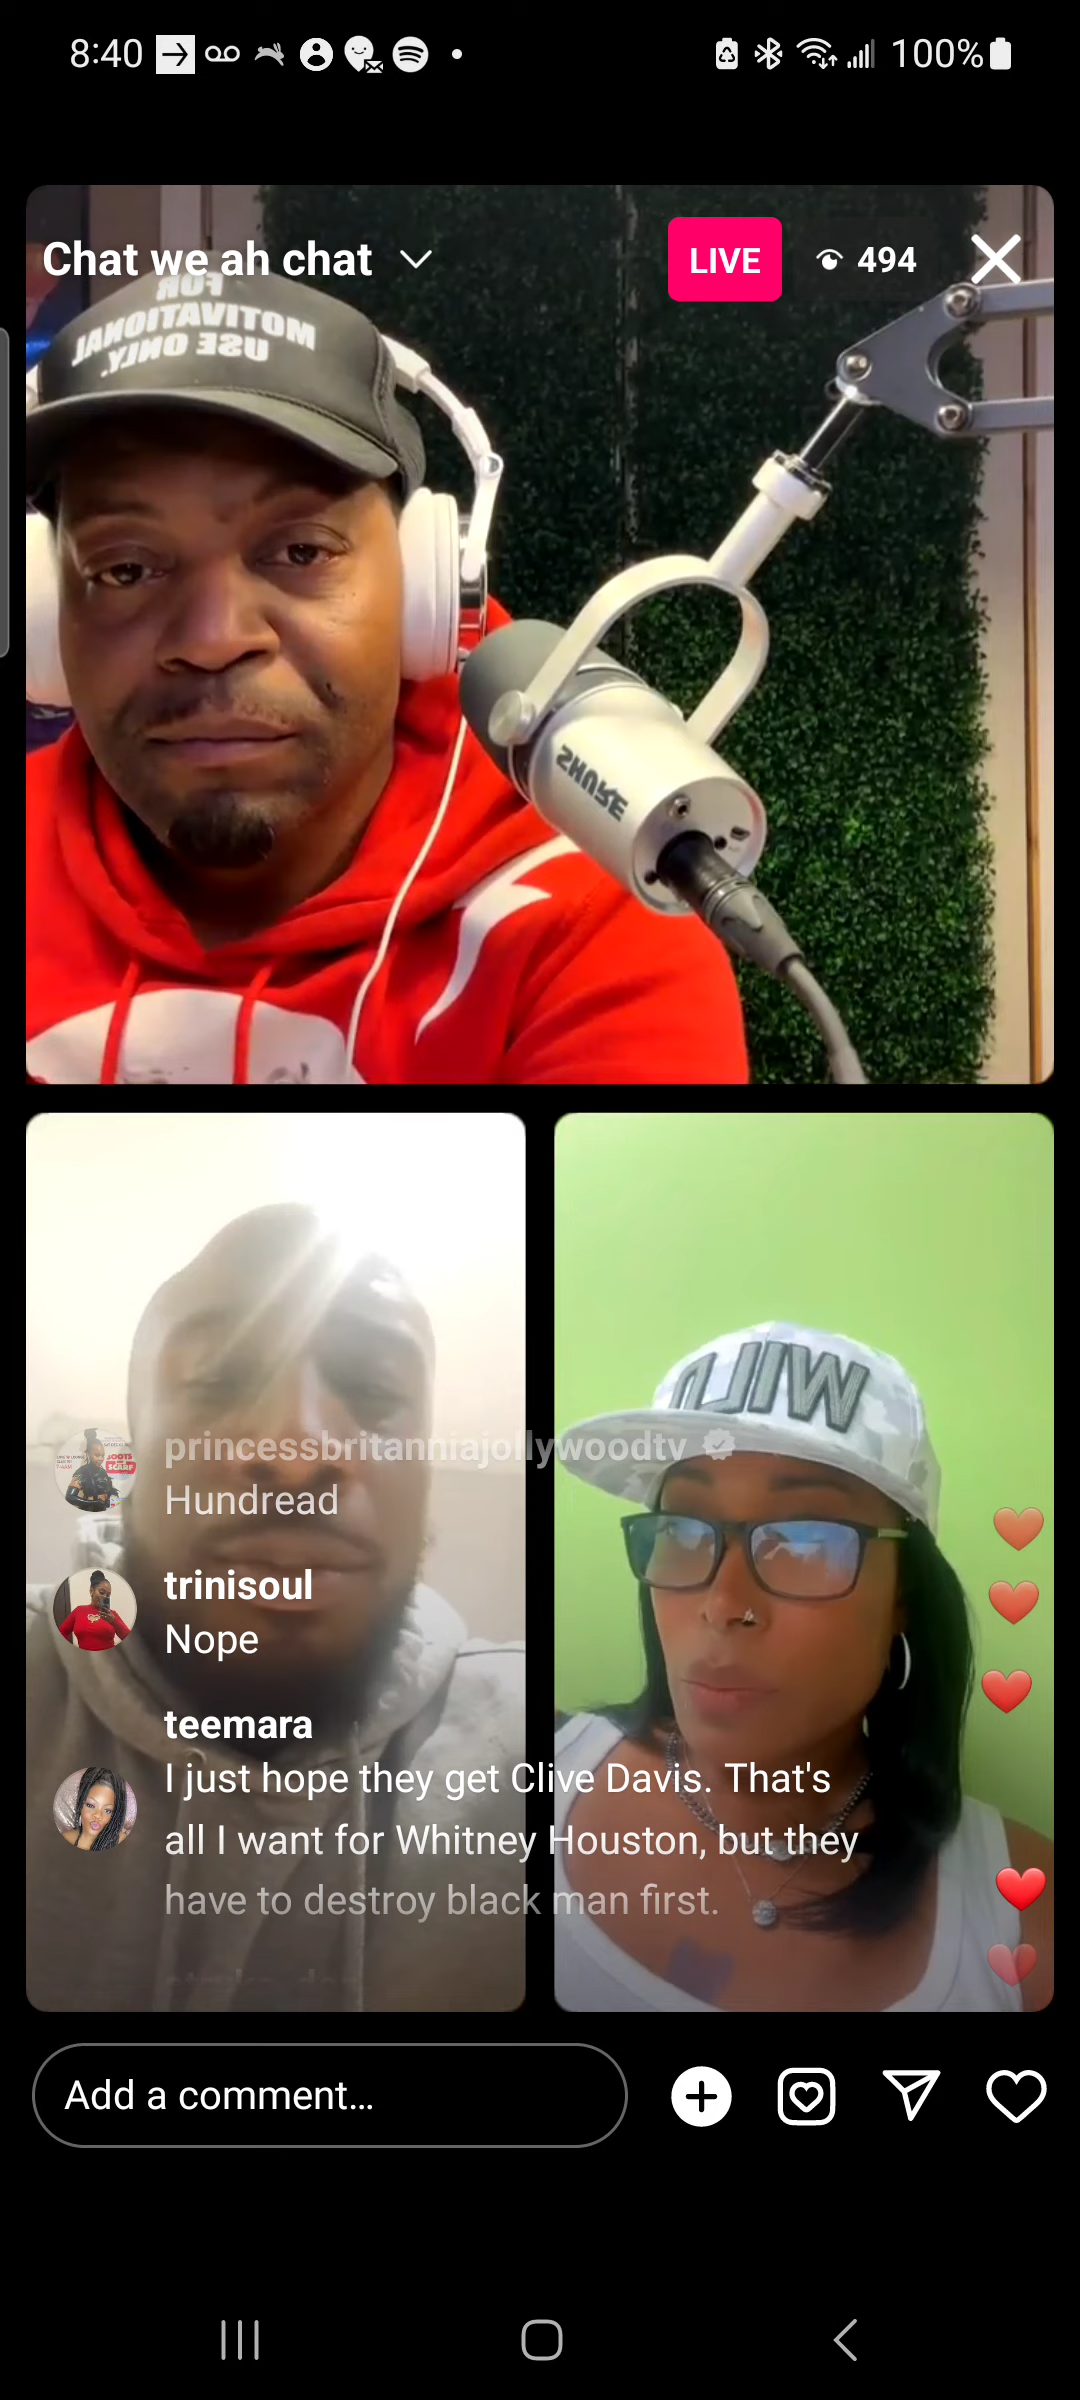 8:40
100%
Chat we ah chat
LIVE
494
FOR
MOTIVATIONAL
USE ONLY.
SHURE
WILD
princessbritanniajollywoodtv
Hundread
trinisoul
Nope
teemara
I just hope they get Clive Davis. That's
all I want for Whitney Houston, but they
have to destroy black man first.
Add a comment...